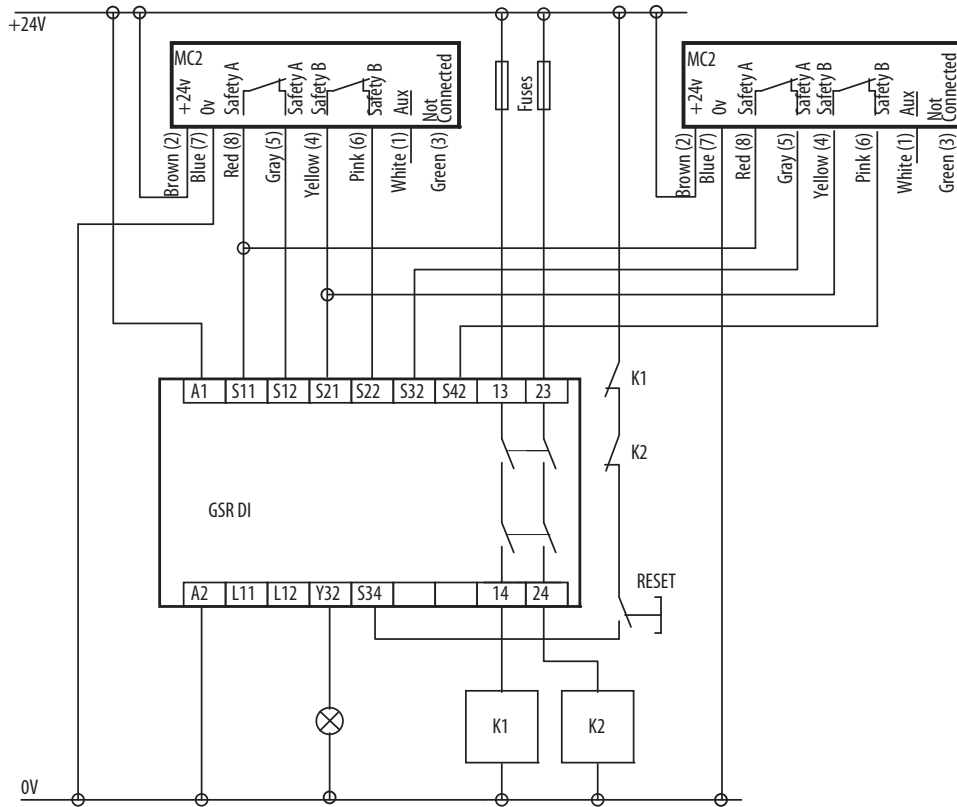 +24V
MC2
+24v
0v
Safety A
Safety A
Safety B
Safety B
Aux
Not
Connected
Fuses
MC2
+24v
0v
Safety A
Safety A
Safety B
Safety B
Aux
Not
Connected
Brown (2)
Blue (7)
Red (8)
Gray (5)
Yellow (4)
Pink (6)
White (1)
Green (3)
Brown (2)
Blue (7)
Red (8)
Gray (5)
Yellow (4)
Pink (6)
White (1)
Green (3)
A1 S11 S12 S21 S22 S32 S42 13 23
K1
K2
GSR DI
RESET
A2 L11 L12 Y32 S34 14 24
K1
K2
0V